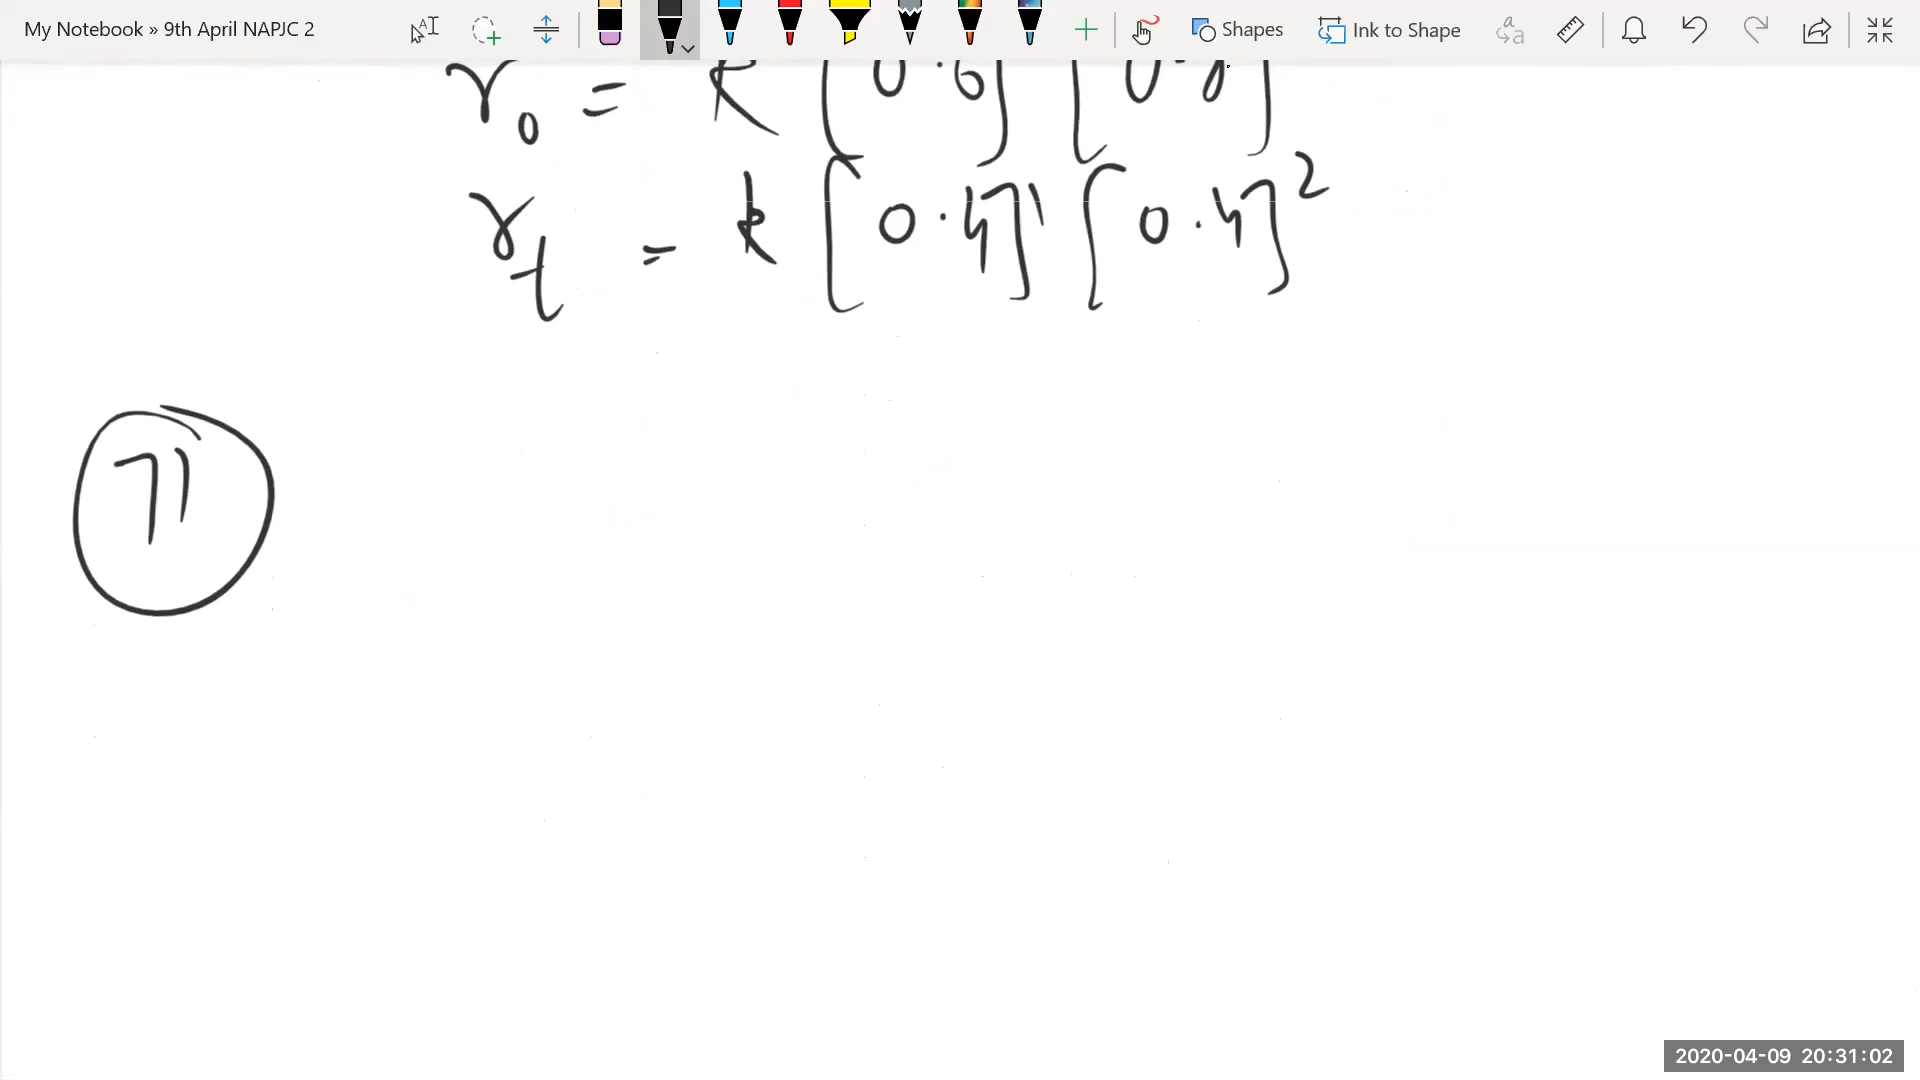 My Notebook » 9th April NAPJC 2 Shapes Ink to Shape
r₀ = k [0.6] [0.8]
r_t = k [0.4]¹ [0.4]²
71
2020-04-09 20:31:02